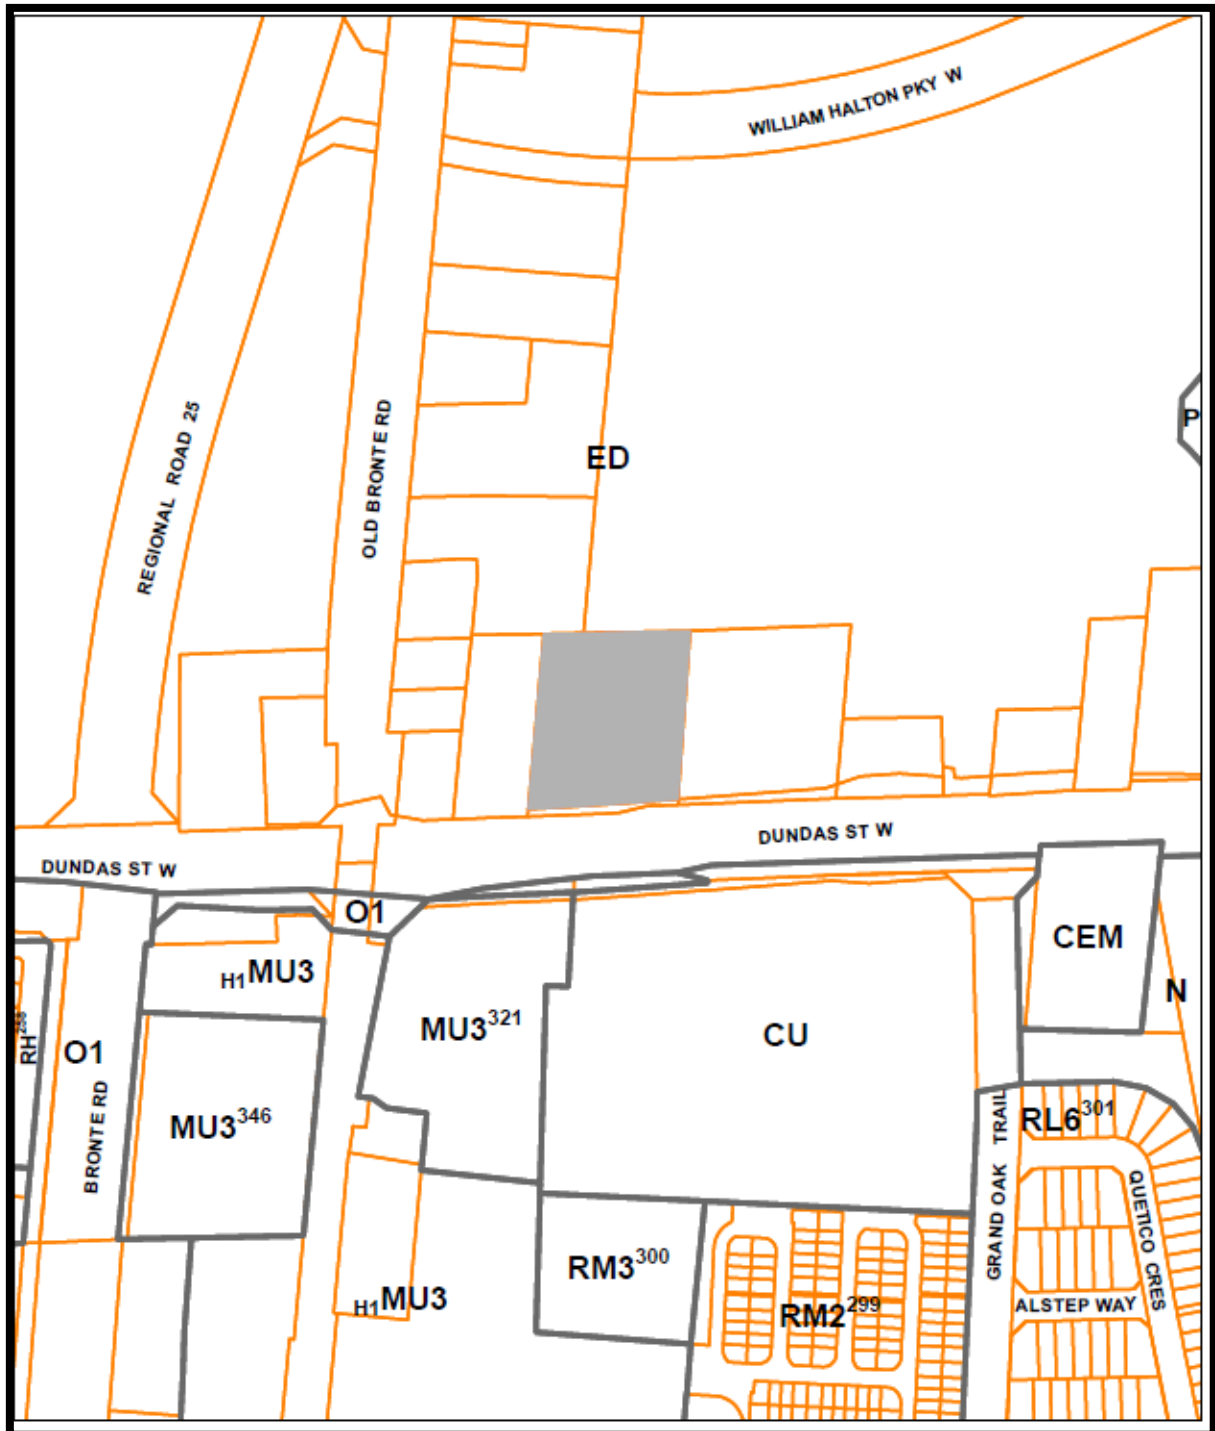 WILLIAM HALTON PKY W
REGIONAL ROAD 25
OLD BRONTE RD
P
ED
DUNDAS ST W
DUNDAS ST W
O1
CEM
H1MU3
N
MU3321
CU
RH
O1
BRONTE RD
MU3346
GRAND OAK TRAIL
RL6301
QUETICO CRES
RM3300
H1MU3
RM2299
ALSTEP WAY